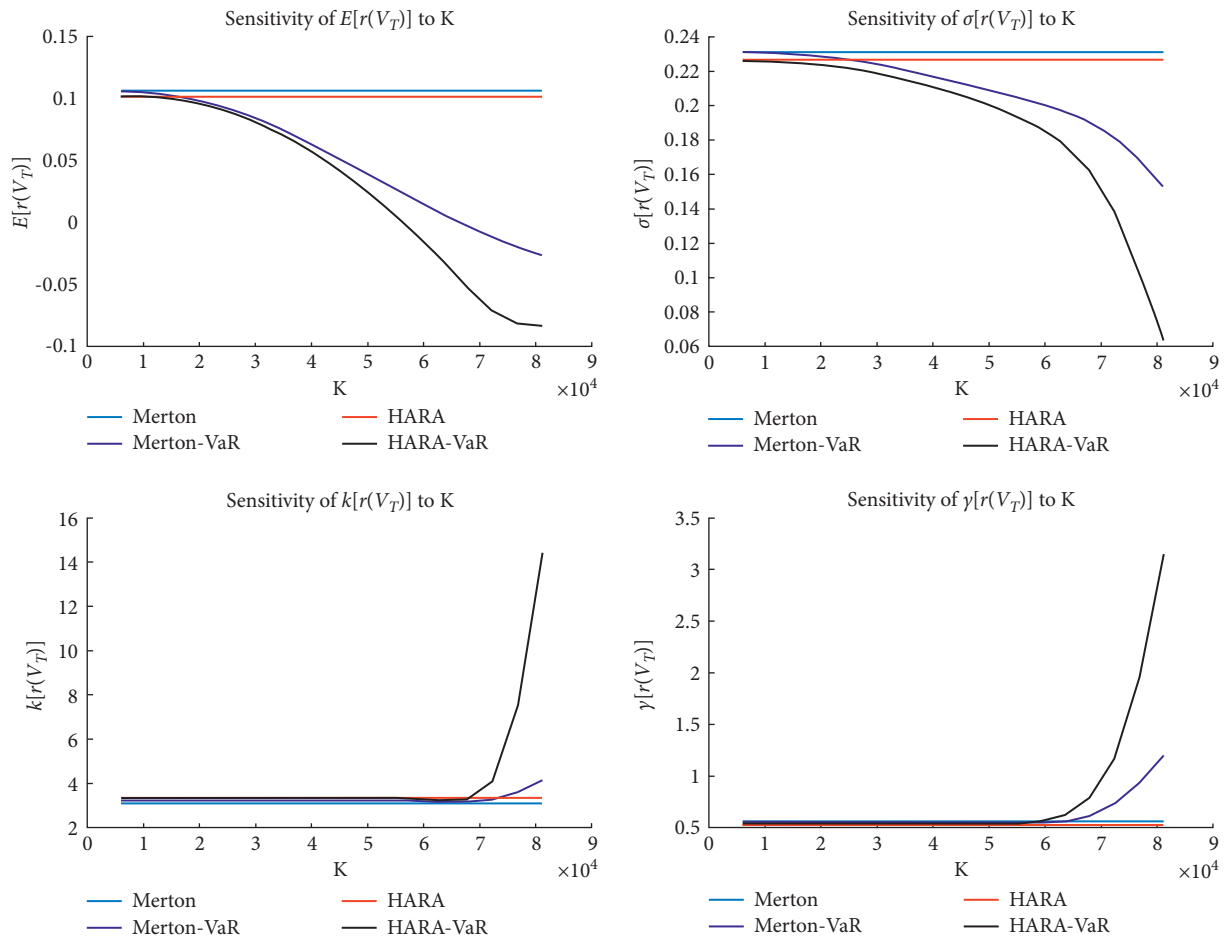 Sensitivity of E[r(V_T)] to K
E[r(V_T)]
0.15
0.1
0.05
0
-0.05
-0.1
0 1 2 3 4 5 6 7 8 9
K
×10^4
Merton
HARA
Merton-VaR
HARA-VaR
Sensitivity of σ[r(V_T)] to K
σ[r(V_T)]
0.24
0.22
0.2
0.18
0.16
0.14
0.12
0.1
0.08
0.06
0 1 2 3 4 5 6 7 8 9
K
×10^4
Merton
HARA
Merton-VaR
HARA-VaR
Sensitivity of k[r(V_T)] to K
k[r(V_T)]
16
14
12
10
8
6
4
2
0 1 2 3 4 5 6 7 8 9
K
×10^4
Merton
HARA
Merton-VaR
HARA-VaR
Sensitivity of γ[r(V_T)] to K
γ[r(V_T)]
3.5
3
2.5
2
1.5
1
0.5
0 1 2 3 4 5 6 7 8 9
K
×10^4
Merton
HARA
Merton-VaR
HARA-VaR